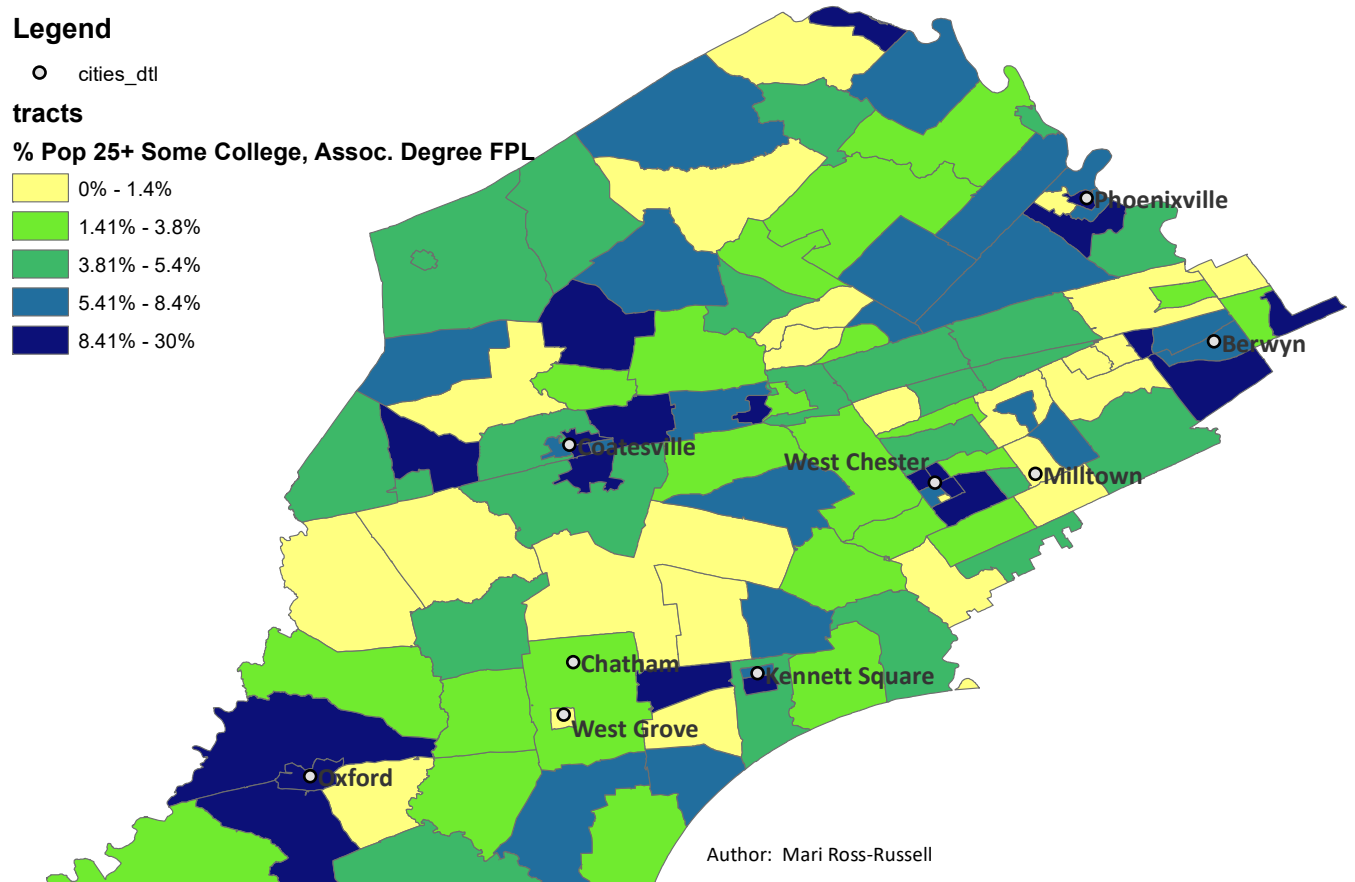 Legend
cities_dtl
tracts
% Pop 25+ Some College, Assoc. Degree FPL
0% - 1.4%
1.41% - 3.8%
3.81% - 5.4%
5.41% - 8.4%
8.41% - 30%
Phoenixville
Berwyn
Coatesville
West Chester
Milltown
Chatham
Kennett Square
West Grove
Oxford
Author:  Mari Ross-Russell